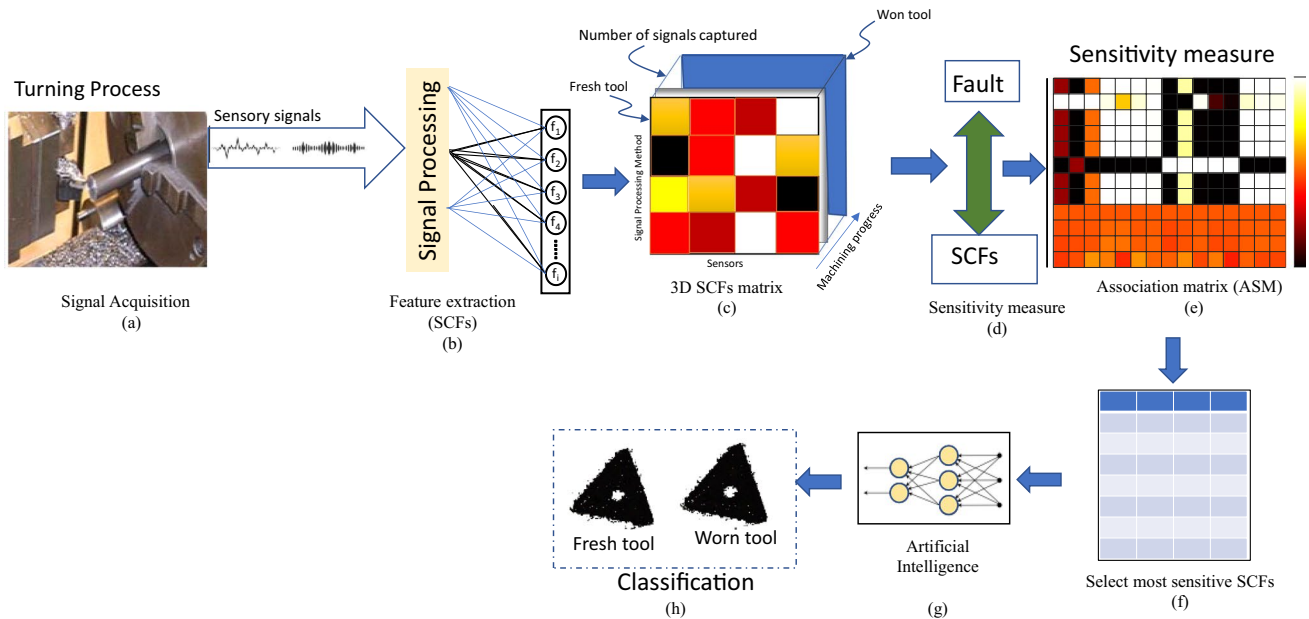 Turning Process
Sensory signals
Signal Acquisition
(a)
Signal Processing
f1
f2
f3
f4
fi
Feature extraction
(SCFs)
(b)
Number of signals captured
Won tool
Fresh tool
Signal Processing Method
Sensors
Machining progress
3D SCFs matrix
(c)
Fault
SCFs
Sensitivity measure
(d)
Sensitivity measure
Association matrix (ASM)
(e)
Select most sensitive SCFs
(f)
Artificial
Intelligence
(g)
Fresh tool
Worn tool
Classification
(h)